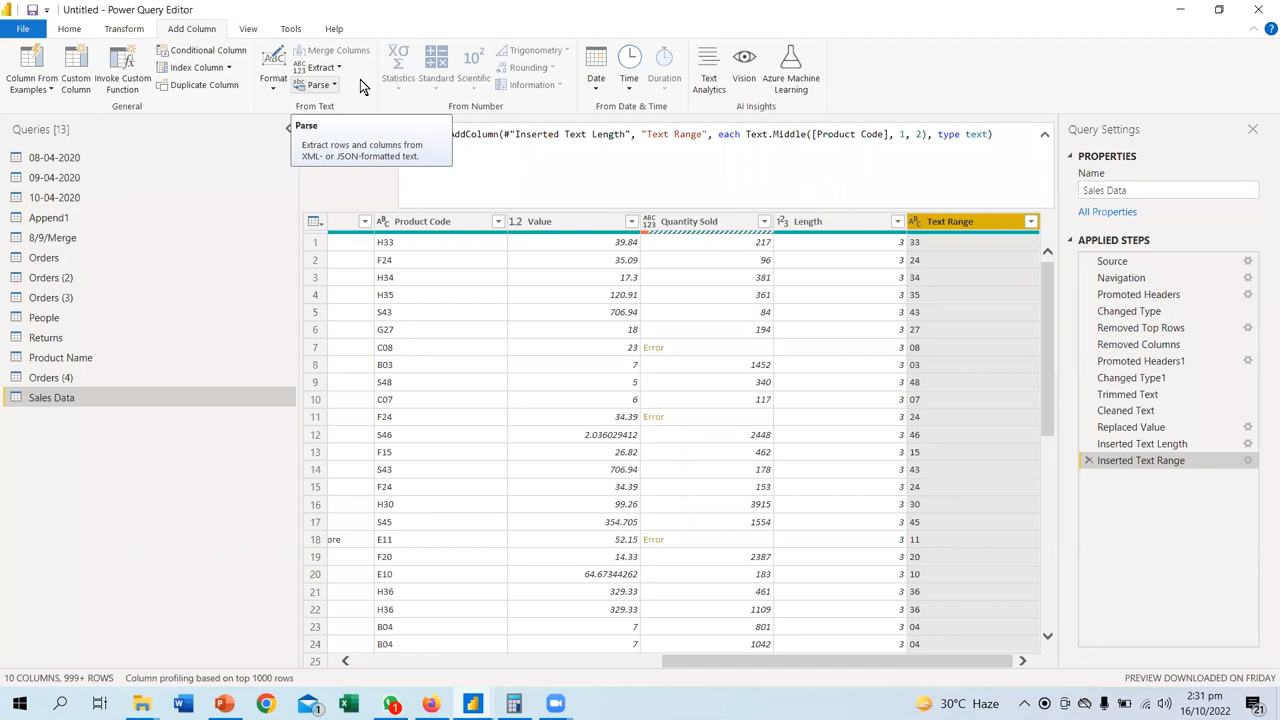 Untitled - Power Query Editor
File Home Transform Add Column View Tools Help
Column From Examples
Custom Column
Invoke Custom Function
Conditional Column
Index Column
Duplicate Column
General
Format
Merge Columns
Extract
Parse
From Text
Statistics
Standard
Scientific
Trigonometry
Rounding
Information
From Number
Date
Time
Duration
From Date & Time
Text Analytics
Vision
Azure Machine Learning
AI Insights
Parse
Extract rows and columns from
XML- or JSON-formatted text.
Queries [13]
08-04-2020
09-04-2020
10-04-2020
Append1
8/9/Merge
Orders
Orders (2)
Orders (3)
People
Returns
Product Name
Orders (4)
Sales Data
AddColumn(#"Inserted Text Length", "Text Range", each Text.Middle([Product Code], 1, 2), type text)
Product Code 1.2 Value Quantity Sold Length Text Range
1 H33 39.84 217 3 33
2 F24 35.09 96 3 24
3 H34 17.3 381 3 34
4 H35 120.91 361 3 35
5 S43 706.94 84 3 43
6 G27 18 194 3 27
7 C08 23 Error 3 08
8 B03 7 1452 3 03
9 S48 5 340 3 48
10 C07 6 117 3 07
11 F24 34.39 Error 3 24
12 S46 2.036029412 2448 3 46
13 F15 26.82 462 3 15
14 S43 706.94 178 3 43
15 F24 34.39 153 3 24
16 H30 99.26 3915 3 30
17 S45 354.705 1554 3 45
18 ore E11 52.15 Error 3 11
19 F20 14.33 2387 3 20
20 E10 64.67344262 183 3 10
21 H36 329.33 461 3 36
22 H36 329.33 1109 3 36
23 B04 7 801 3 04
24 B04 7 1042 3 04
25
Query Settings
PROPERTIES
Name
Sales Data
All Properties
APPLIED STEPS
Source
Navigation
Promoted Headers
Changed Type
Removed Top Rows
Removed Columns
Promoted Headers1
Changed Type1
Trimmed Text
Cleaned Text
Replaced Value
Inserted Text Length
Inserted Text Range
10 COLUMNS, 999+ ROWS Column profiling based on top 1000 rows
PREVIEW DOWNLOADED ON FRIDAY
30°C Haze
2:31 pm
16/10/2022
21